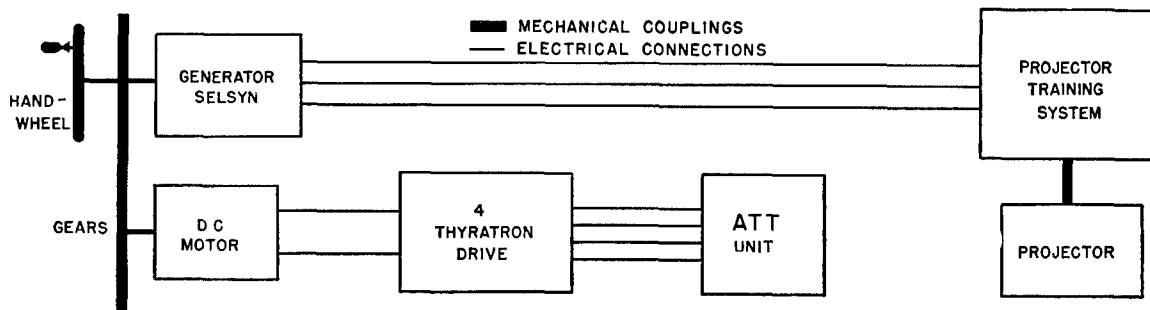 MECHANICAL COUPLINGS
ELECTRICAL CONNECTIONS
HAND-
WHEEL
GENERATOR
SELSYN
PROJECTOR
TRAINING
SYSTEM
GEARS
D C
MOTOR
4
THYRATRON
DRIVE
ATT
UNIT
PROJECTOR